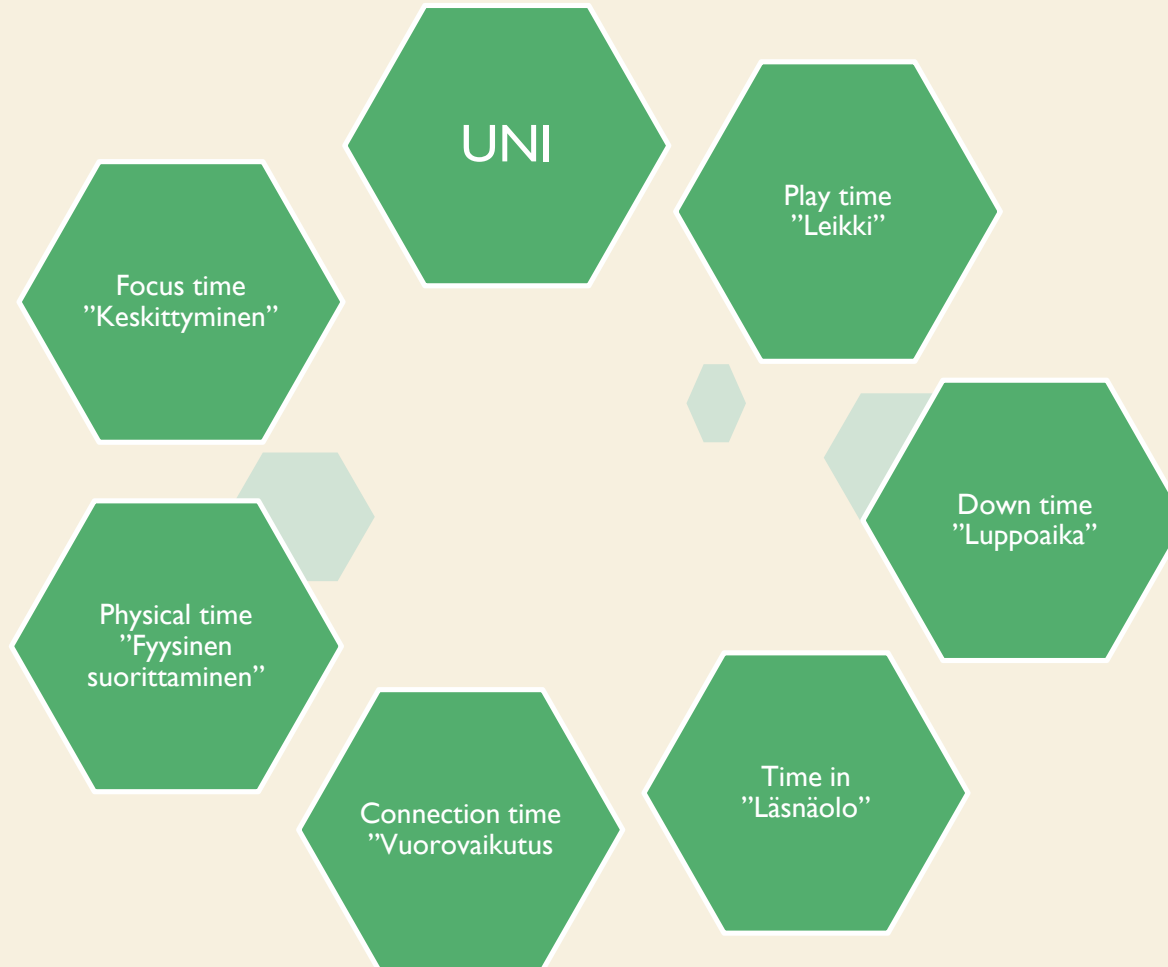 UNI
Play time
”Leikki”
Down time
”Luppoaika”
Time in
”Läsnäolo”
Connection time
”Vuorovaikutus
Physical time
”Fyysinen
suorittaminen”
Focus time
”Keskittyminen”